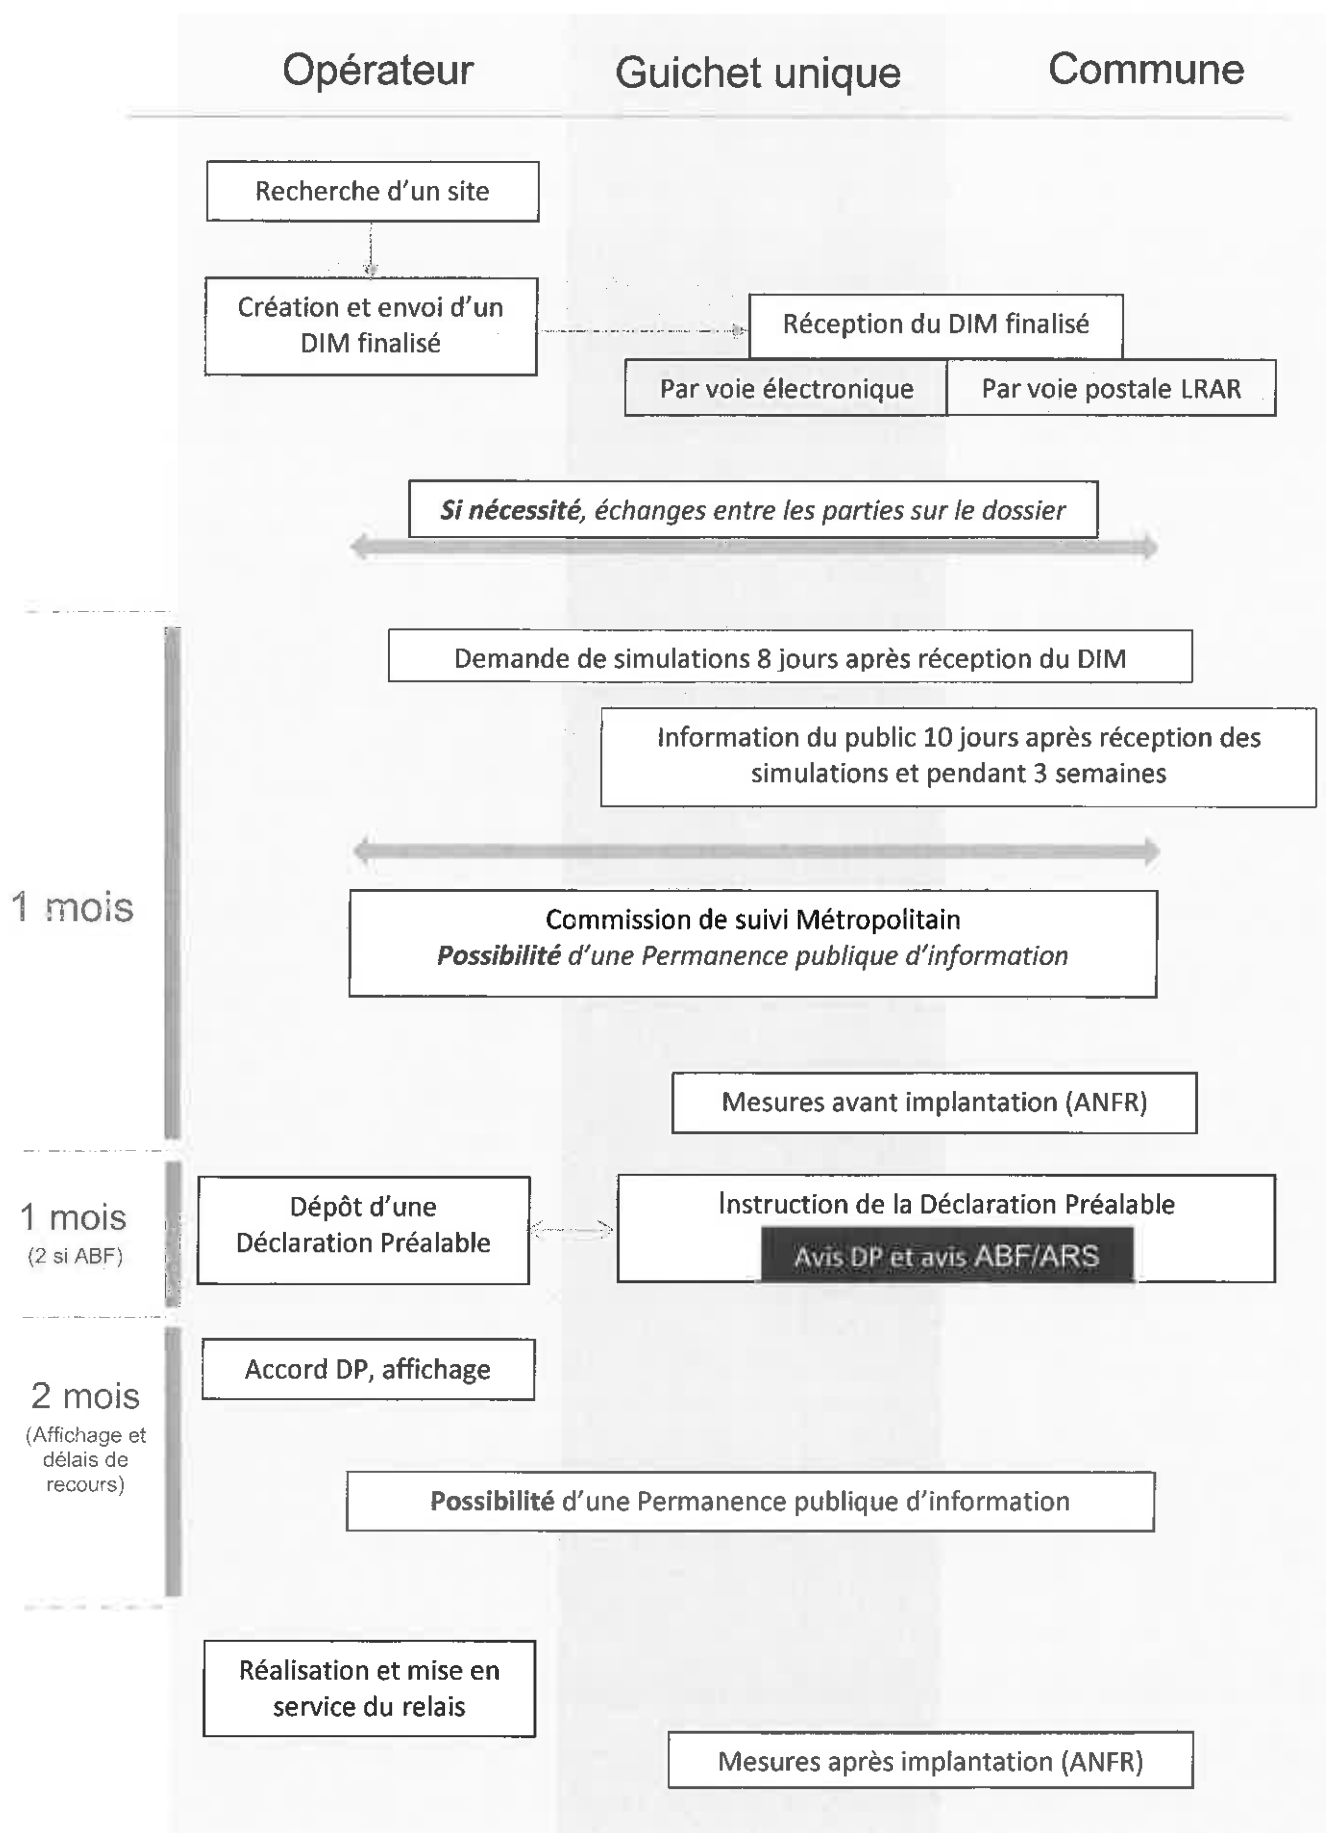 Opérateur
Guichet unique
Commune
Recherche d'un site
Création et envoi d'un
DIM finalisé
Réception du DIM finalisé
Par voie électronique
Par voie postale LRAR
Si nécessité, échanges entre les parties sur le dossier
Demande de simulations 8 jours après réception du DIM
Information du public 10 jours après réception des
simulations et pendant 3 semaines
1 mois
Commission de suivi Métropolitain
Possibilité d'une Permanence publique d'information
Mesures avant implantation (ANFR)
1 mois
(2 si ABF)
Dépôt d'une
Déclaration Préalable
Instruction de la Déclaration Préalable
Avis DP et avis ABF/ARS
Accord DP, affichage
2 mois
(Affichage et
délais de
recours)
Possibilité d'une Permanence publique d'information
Réalisation et mise en
service du relais
Mesures après implantation (ANFR)